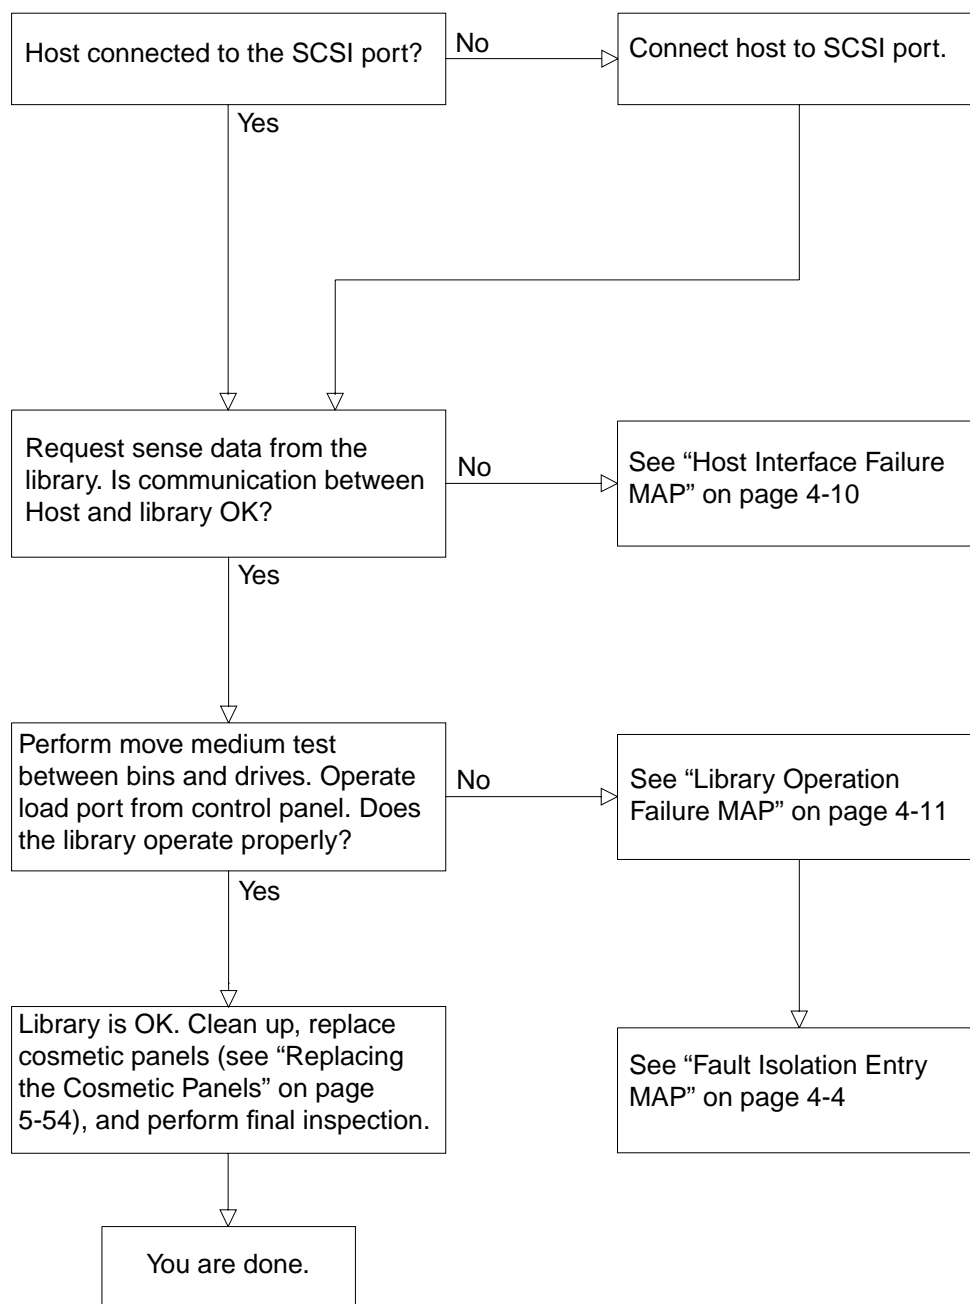 Host connected to the SCSI port?
No
Connect host to SCSI port.
Yes
Request sense data from the
library. Is communication between
Host and library OK?
No
See “Host Interface Failure
MAP” on page 4-10
Yes
Perform move medium test
between bins and drives. Operate
load port from control panel. Does
the library operate properly?
No
See “Library Operation
Failure MAP” on page 4-11
Yes
Library is OK. Clean up, replace
cosmetic panels (see “Replacing
the Cosmetic Panels” on page
5-54), and perform final inspection.
See “Fault Isolation Entry
MAP” on page 4-4
You are done.